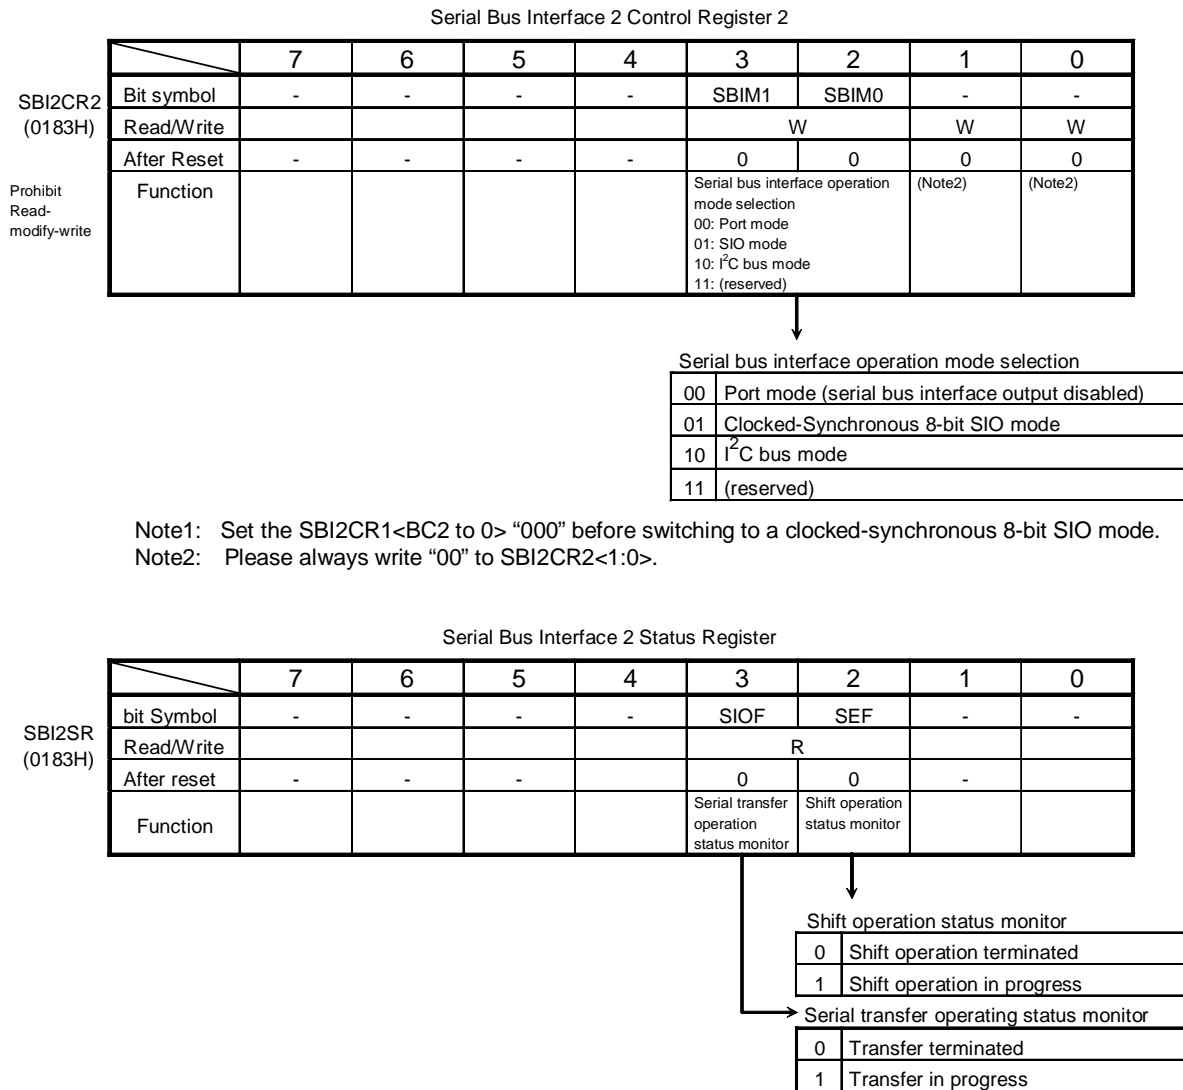 Serial Bus Interface 2 Control Register 2
7 6 5 4 3 2 1 0
SBI2CR2
(0183H)
Prohibit
Read-
modify-write
Bit symbol - - - - SBIM1 SBIM0 - -
Read/Write W W W
After Reset - - - - 0 0 0 0
Function
Serial bus interface operation
mode selection
00: Port mode
01: SIO mode
10: I2C bus mode
11: (reserved)
(Note2)
(Note2)
Serial bus interface operation mode selection
00 Port mode (serial bus interface output disabled)
01 Clocked-Synchronous 8-bit SIO mode
10 I2C bus mode
11 (reserved)
Note1: Set the SBI2CR1<BC2 to 0> “000” before switching to a clocked-synchronous 8-bit SIO mode.
Note2: Please always write “00” to SBI2CR2<1:0>.
Serial Bus Interface 2 Status Register
7 6 5 4 3 2 1 0
SBI2SR
(0183H)
bit Symbol - - - - SIOF SEF - -
Read/Write R
After reset - - - 0 0 -
Function
Serial transfer
operation
status monitor
Shift operation
status monitor
Shift operation status monitor
0 Shift operation terminated
1 Shift operation in progress
Serial transfer operating status monitor
0 Transfer terminated
1 Transfer in progress